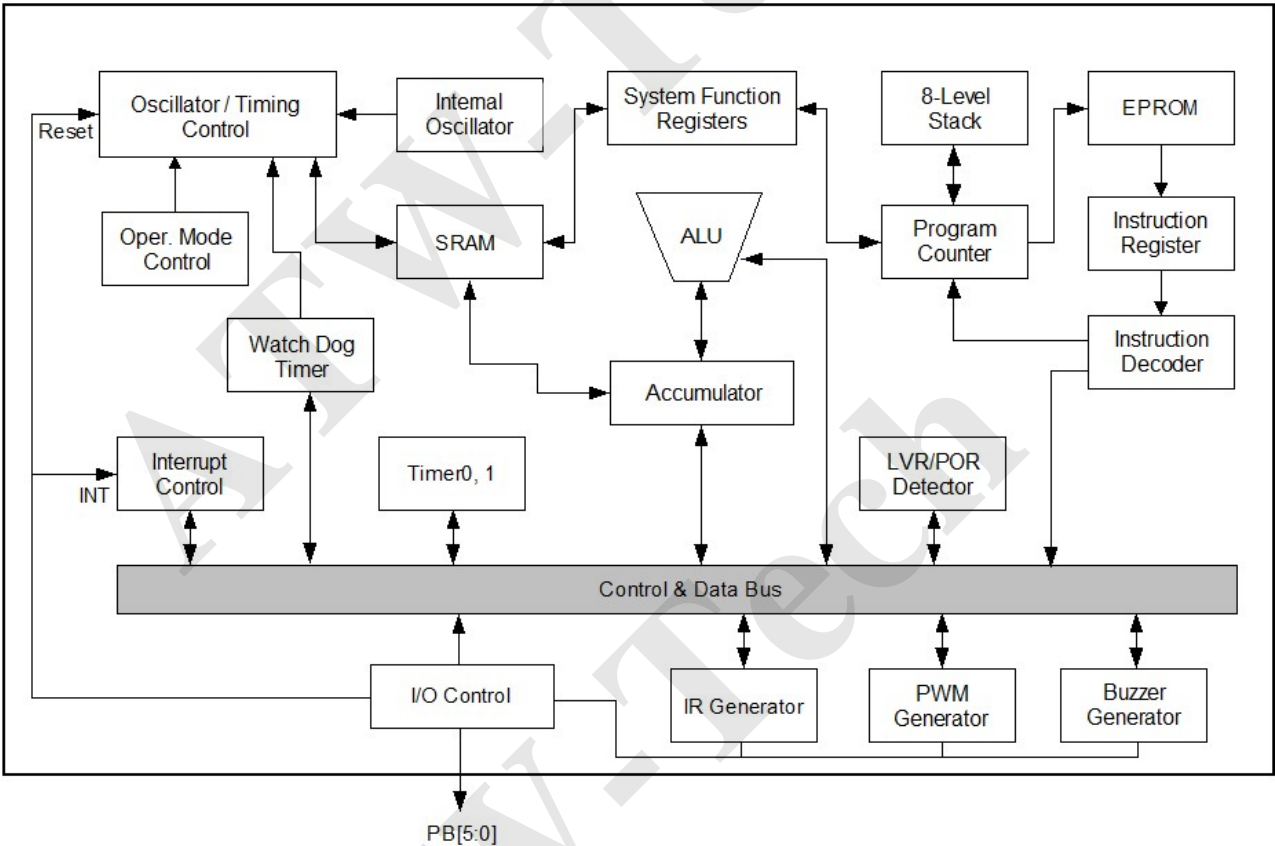 Oscillator / Timing
Control
Internal
Oscillator
System Function
Registers
8-Level
Stack
EPROM
Reset
Oper. Mode
Control
SRAM
ALU
Program
Counter
Instruction
Register
Watch Dog
Timer
Accumulator
Instruction
Decoder
Interrupt
Control
INT
Timer0, 1
LVR/POR
Detector
Control & Data Bus
I/O Control
IR Generator
PWM
Generator
Buzzer
Generator
PB[5:0]
ATW-Tech